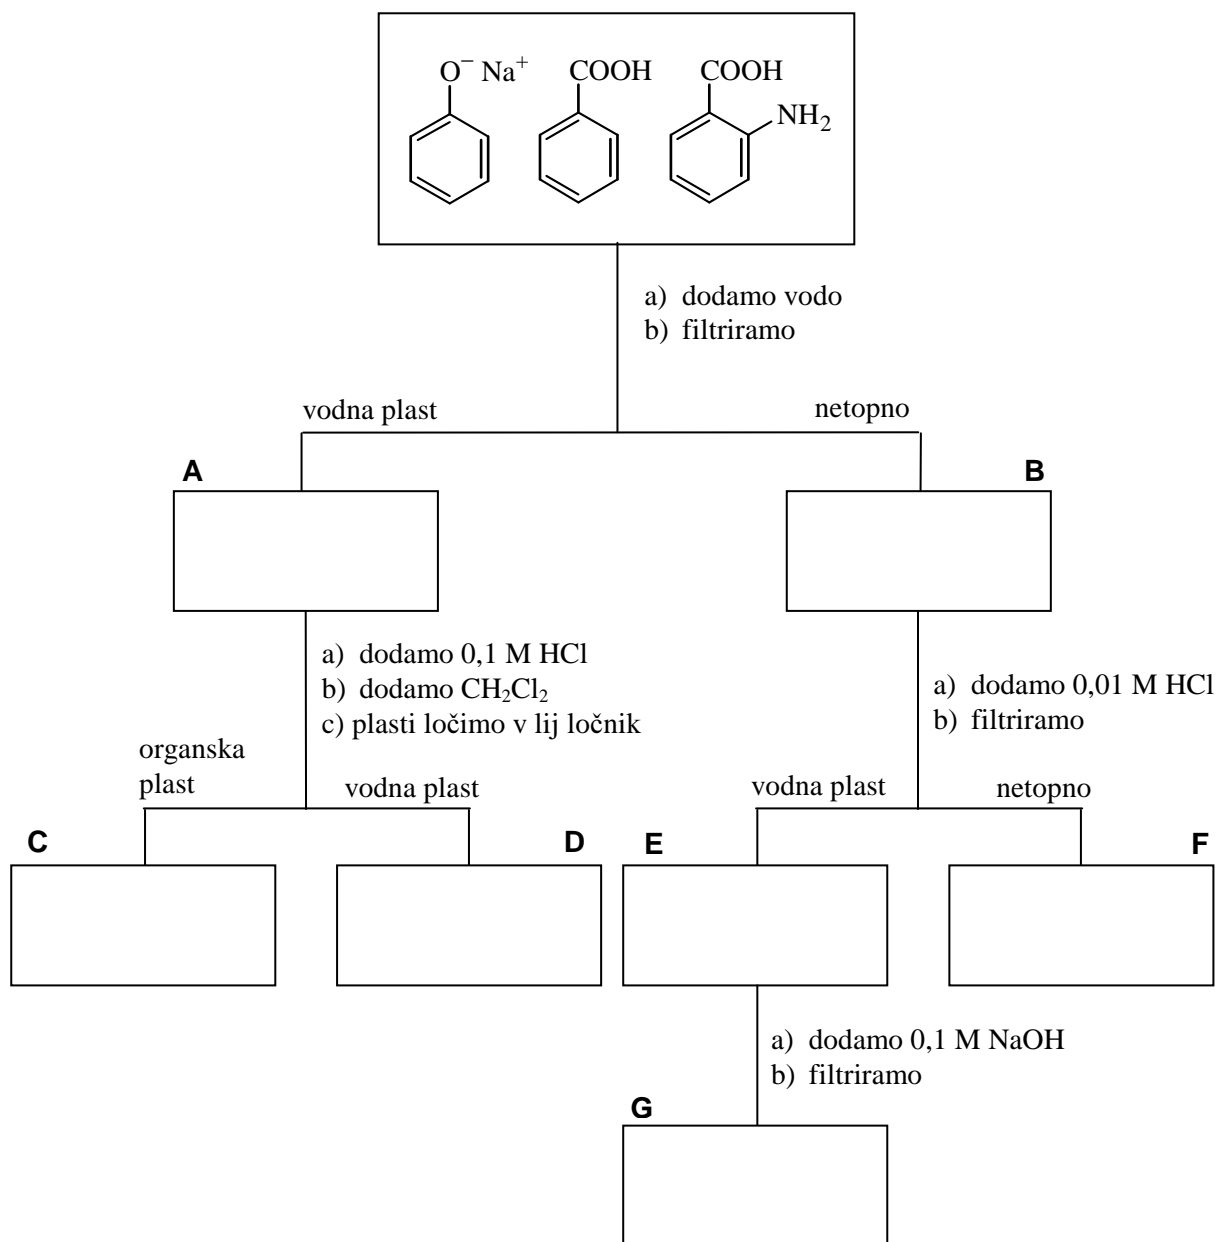 O⁻ Na⁺ COOH COOH
NH₂
a) dodamo vodo
b) filtriramo
vodna plast netopno
A B
a) dodamo 0,1 M HCl
b) dodamo CH₂Cl₂
c) plasti ločimo v lij ločnik
a) dodamo 0,01 M HCl
b) filtriramo
organska
plast
vodna plast
vodna plast netopno
C D E F
a) dodamo 0,1 M NaOH
b) filtriramo
G